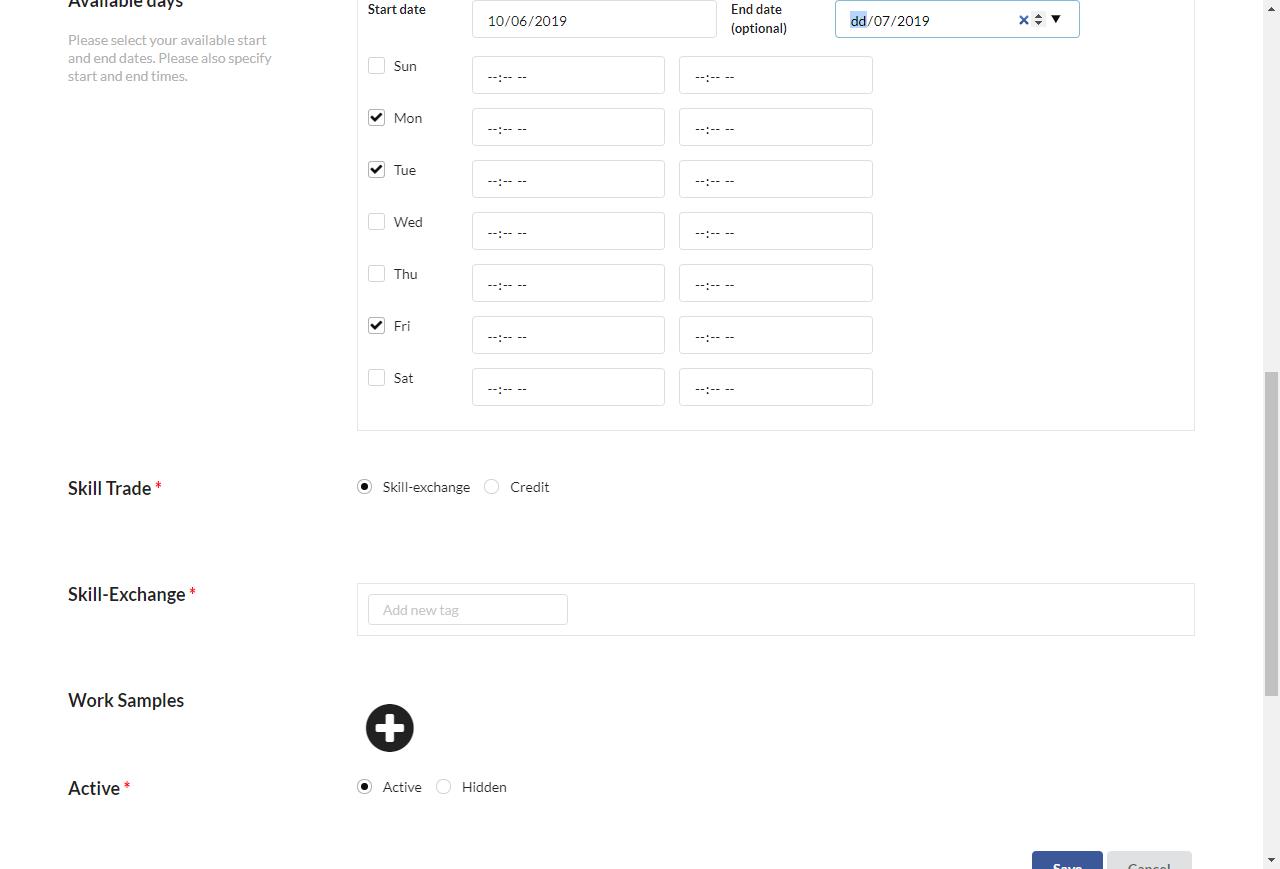 Available days
Start date
10/06/2019
End date
(optional)
dd/07/2019
Please select your available start
and end dates. Please also specify
start and end times.
Sun --:-- -- --:-- --
Mon --:-- -- --:-- --
Tue --:-- -- --:-- --
Wed --:-- -- --:-- --
Thu --:-- -- --:-- --
Fri --:-- -- --:-- --
Sat --:-- -- --:-- --
Skill Trade * Skill-exchange Credit
Skill-Exchange *
Add new tag
Work Samples
Active * Active Hidden
Save Cancel